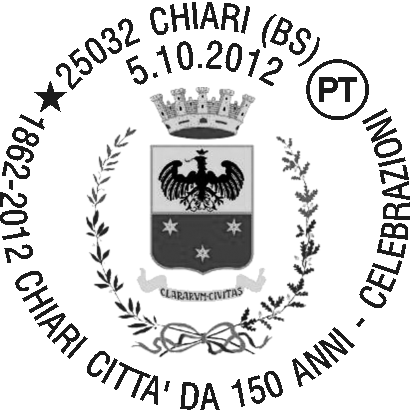 25032 CHIARI (BS)
5.10.2012
PT
CLARARVM·CIVITAS
1862-2012 CHIARI CITTA' DA 150 ANNI - CELEBRAZIONI